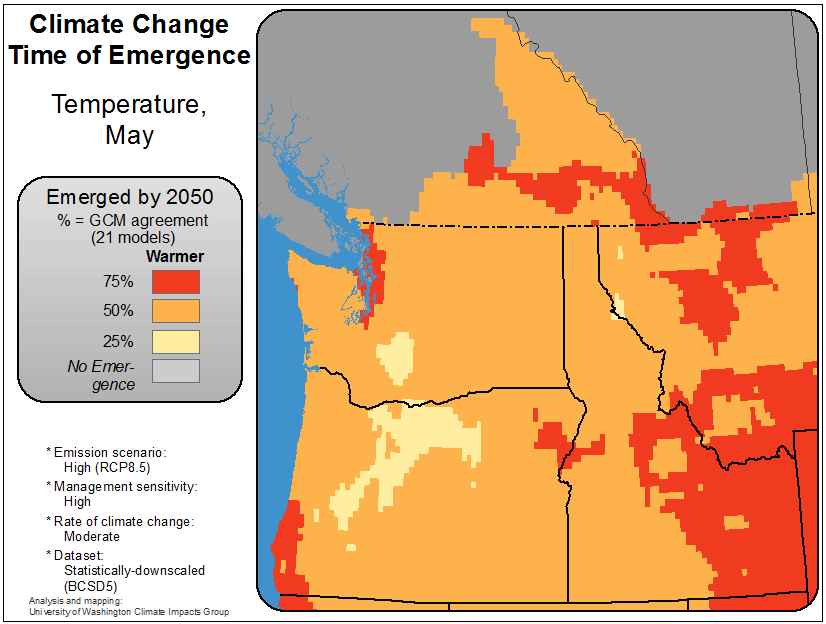 Climate Change
Time of Emergence
Temperature,
May
Emerged by 2050
% = GCM agreement
(21 models)
Warmer
75%
50%
25%
No Emer-
gence
* Emission scenario:
High (RCP8.5)
* Management sensitivity:
High
* Rate of climate change:
Moderate
* Dataset:
Statistically-downscaled
(BCSD5)
Analysis and mapping:
University of Washington Climate Impacts Group